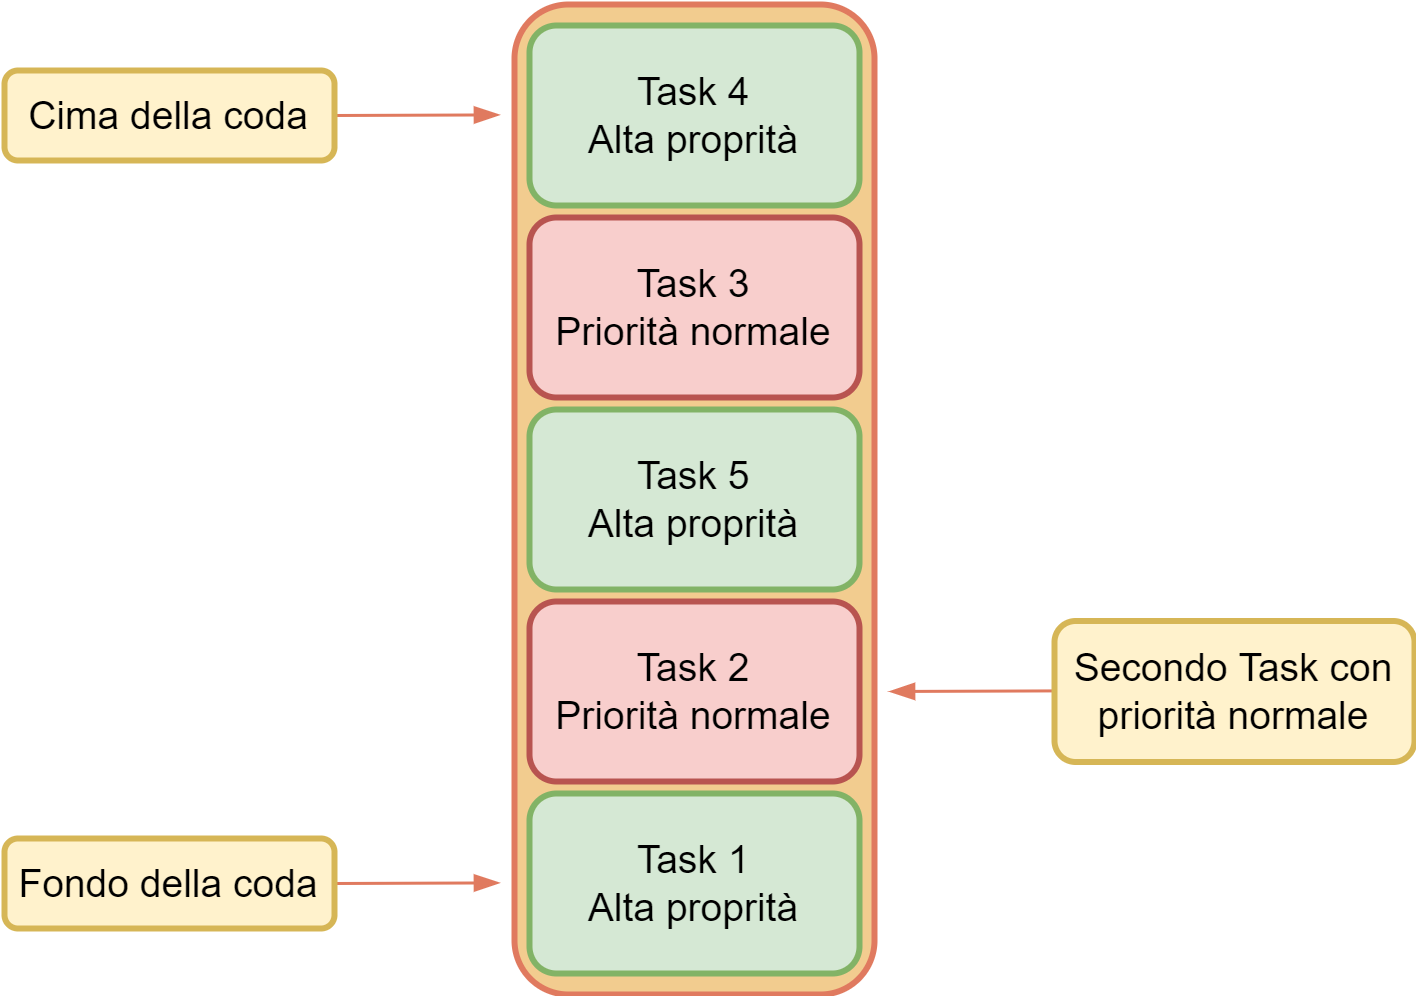 Cima della coda
Task 4
Alta proprità
Task 3
Priorità normale
Task 5
Alta proprità
Task 2
Priorità normale
Secondo Task con
priorità normale
Task 1
Alta proprità
Fondo della coda